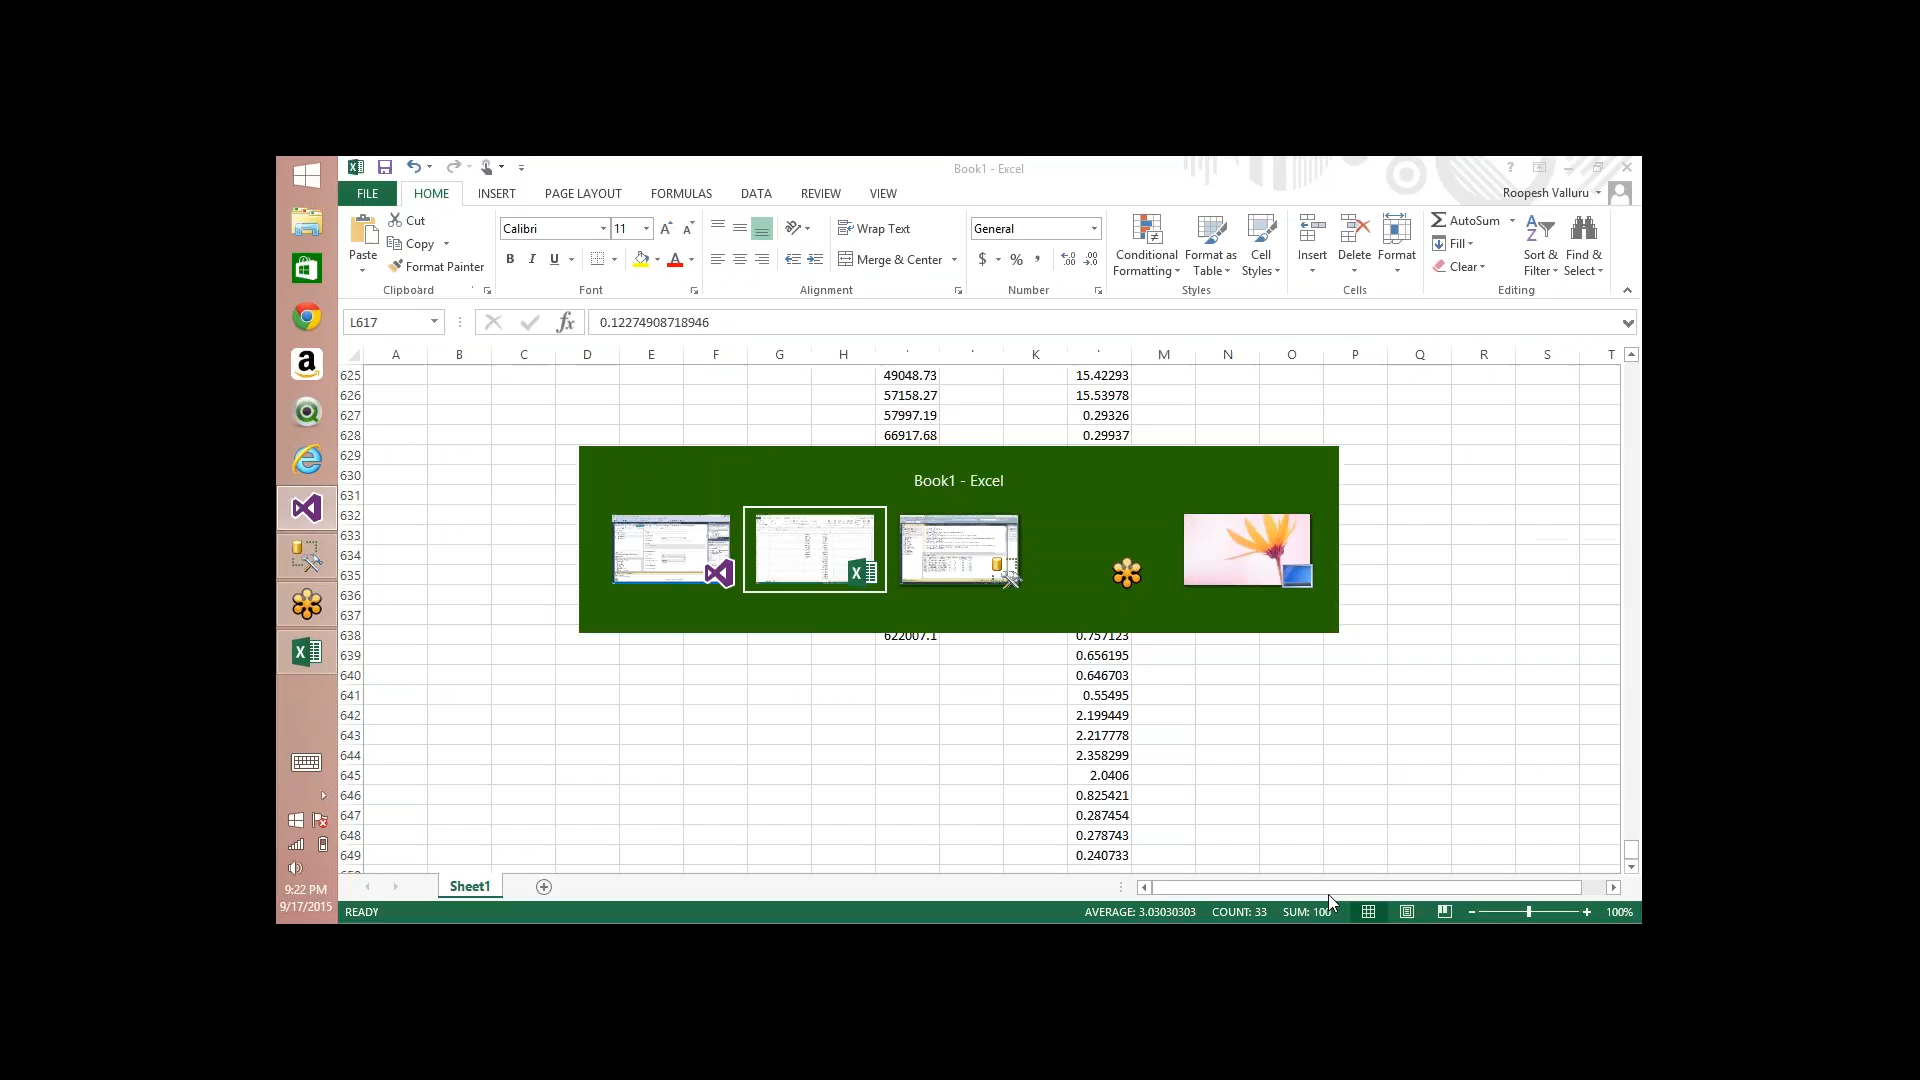 Book1 - Excel
FILE HOME INSERT PAGE LAYOUT FORMULAS DATA REVIEW VIEW Roopesh Valluru
Paste Cut Copy Format Painter
Clipboard
Calibri 11
B I U A
Font
Wrap Text
Merge & Center
Alignment
General
$ % ,
Number
Conditional Formatting Format as Table Cell Styles
Styles
Insert Delete Format
Cells
AutoSum Fill Clear Sort & Filter Find & Select
Editing
L617 fx 0.12274908718946
A B C D E F G H K M N O P Q R S T
625 49048.73 15.42293
626 57158.27 15.53978
627 57997.19 0.29326
628 66917.68 0.29937
629
630
631
632
633
634
635
636
637
Book1 - Excel
638 622007.1 0.757123
639 0.656195
640 0.646703
641 0.55495
642 2.199449
643 2.217778
644 2.358299
645 2.0406
646 0.825421
647 0.287454
648 0.278743
649 0.240733
Sheet1
9:22 PM
9/17/2015
READY AVERAGE: 3.03030303 COUNT: 33 SUM: 100 100%